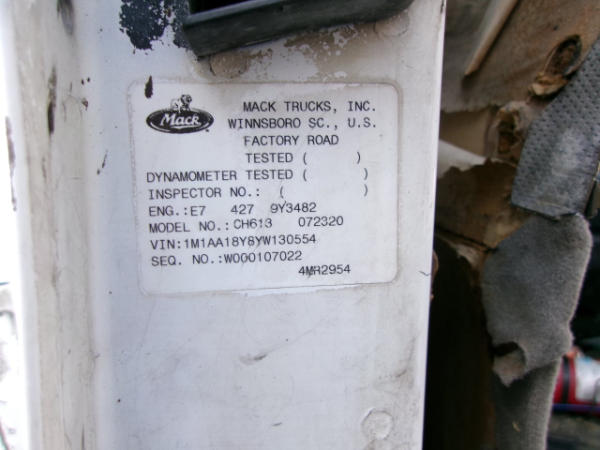 Mack
MACK TRUCKS, INC.
WINNSBORO SC., U.S.
FACTORY ROAD
TESTED ( )
DYNAMOMETER TESTED ( )
INSPECTOR NO.: ( )
ENG.:E7 427 9Y3482
MODEL NO.:CH613 072320
VIN:1M1AA18Y8YW130554
SEQ. NO.:W000107022
4MR2954